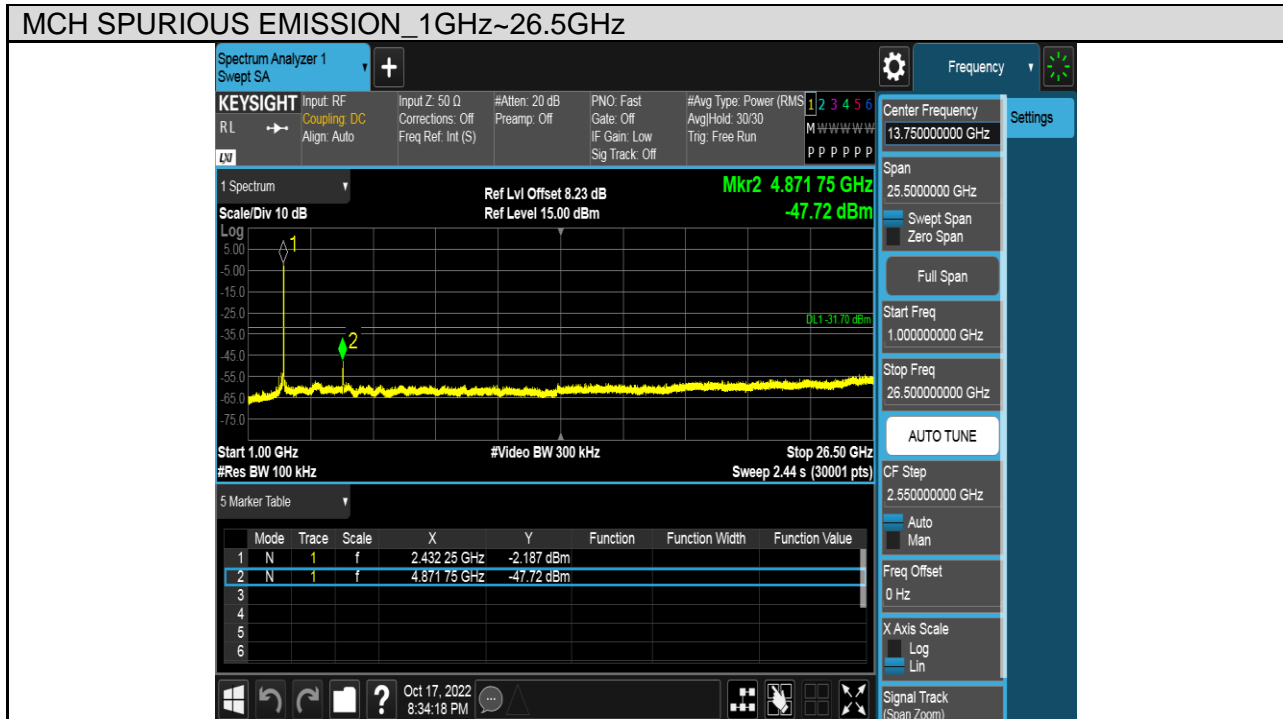 MCH SPURIOUS EMISSION_1GHz~26.5GHz
Spectrum Analyzer 1
Swept SA
+
Frequency
KEYSIGHT
RL
LXI
Input: RF
Coupling: DC
Align: Auto
Input Z: 50 Ω
Corrections: Off
Freq Ref: Int (S)
#Atten: 20 dB
Preamp: Off
PNO: Fast
Gate: Off
IF Gain: Low
Sig Track: Off
#Avg Type: Power (RMS
Avg|Hold: 30/30
Trig: Free Run
1 2 3 4 5 6
M W W W W W
P P P P P P
1 Spectrum
Scale/Div 10 dB
Ref Lvl Offset 8.23 dB
Ref Level 15.00 dBm
Mkr2 4.871 75 GHz
-47.72 dBm
Log
5.00
-5.00
-15.0
-25.0
-35.0
-45.0
-55.0
-65.0
-75.0
1
2
DL1 -31.70 dBm
Start 1.00 GHz
#Res BW 100 kHz
#Video BW 300 kHz
Stop 26.50 GHz
Sweep 2.44 s (30001 pts)
5 Marker Table
Mode Trace Scale X Y Function Function Width Function Value
1 N 1 f 2.432 25 GHz -2.187 dBm
2 N 1 f 4.871 75 GHz -47.72 dBm
3
4
5
6
?
Oct 17, 2022
8:34:18 PM
Center Frequency
13.75000000 GHz
Span
25.5000000 GHz
Swept Span
Zero Span
Full Span
Start Freq
1.000000000 GHz
Stop Freq
26.500000000 GHz
AUTO TUNE
CF Step
2.550000000 GHz
Auto
Man
Freq Offset
0 Hz
X Axis Scale
Log
Lin
Signal Track
(Span Zoom)
Settings